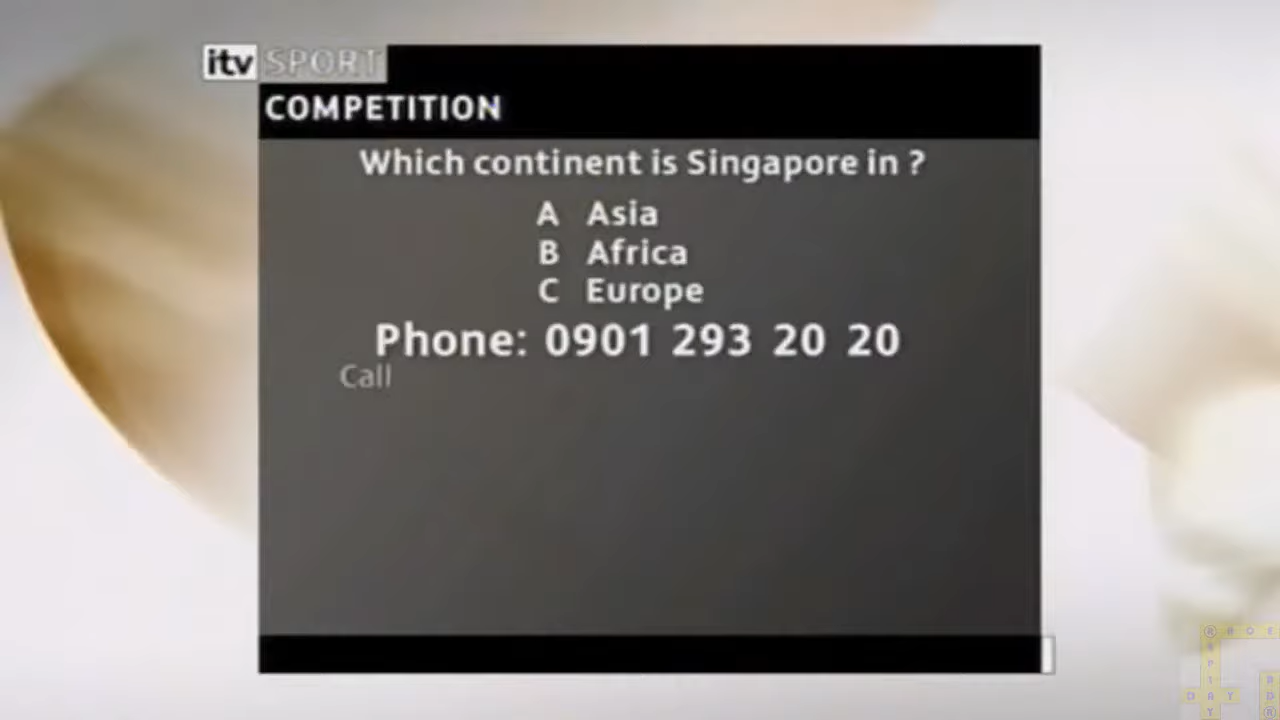 itv SPORT
COMPETITION
Which continent is Singapore in ?
A Asia
B Africa
C Europe
Phone: 0901 293 20 20
Call